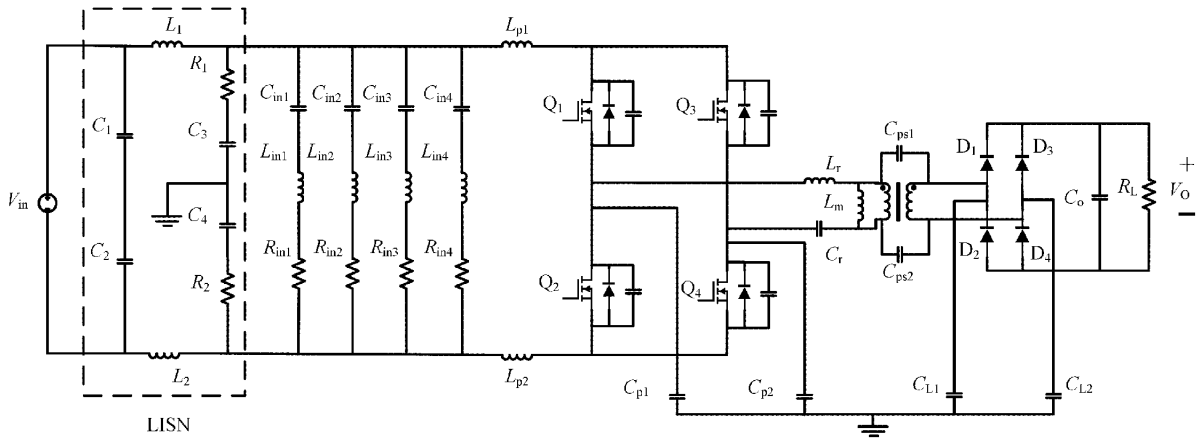 L1
Lp1
R1
Cin1
Cin2
Cin3
Cin4
Q1
Q3
C1
C3
Cps1
D1
D3
Lin1
Lin2
Lin3
Lin4
Lr
Lm
Co
RL
+
VO
Vin
C4
C2
Rin1
Rin2
Rin3
Rin4
Cr
D2
D4
R2
Q2
Q4
Cps2
L2
Lp2
Cp1
Cp2
CL1
CL2
LISN